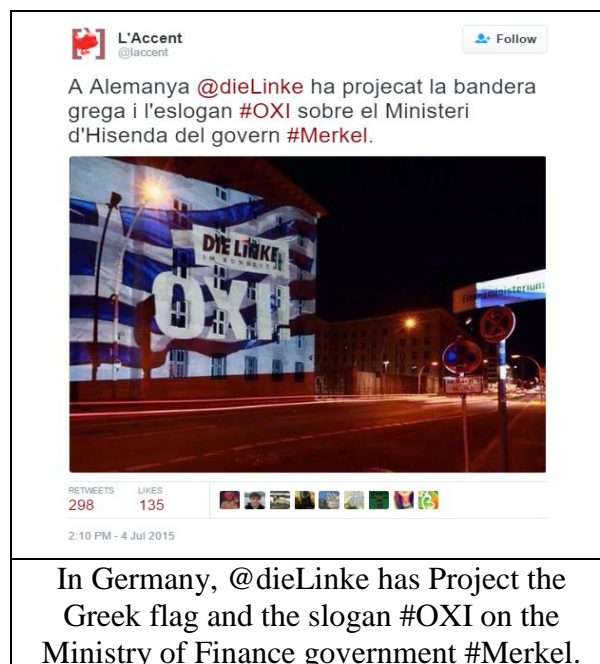 L'Accent
@laccent
Follow
A Alemanya @dieLinke ha projecat la bandera
grega i l'eslogan #OXI sobre el Ministeri
d'Hisenda del govern #Merkel.
DIE LINKE
IM BUNDESTAG
OXI!
Finanzministerium
RETWEETS LIKES
298 135
2:10 PM - 4 Jul 2015
In Germany, @dieLinke has Project the
Greek flag and the slogan #OXI on the
Ministry of Finance government #Merkel.